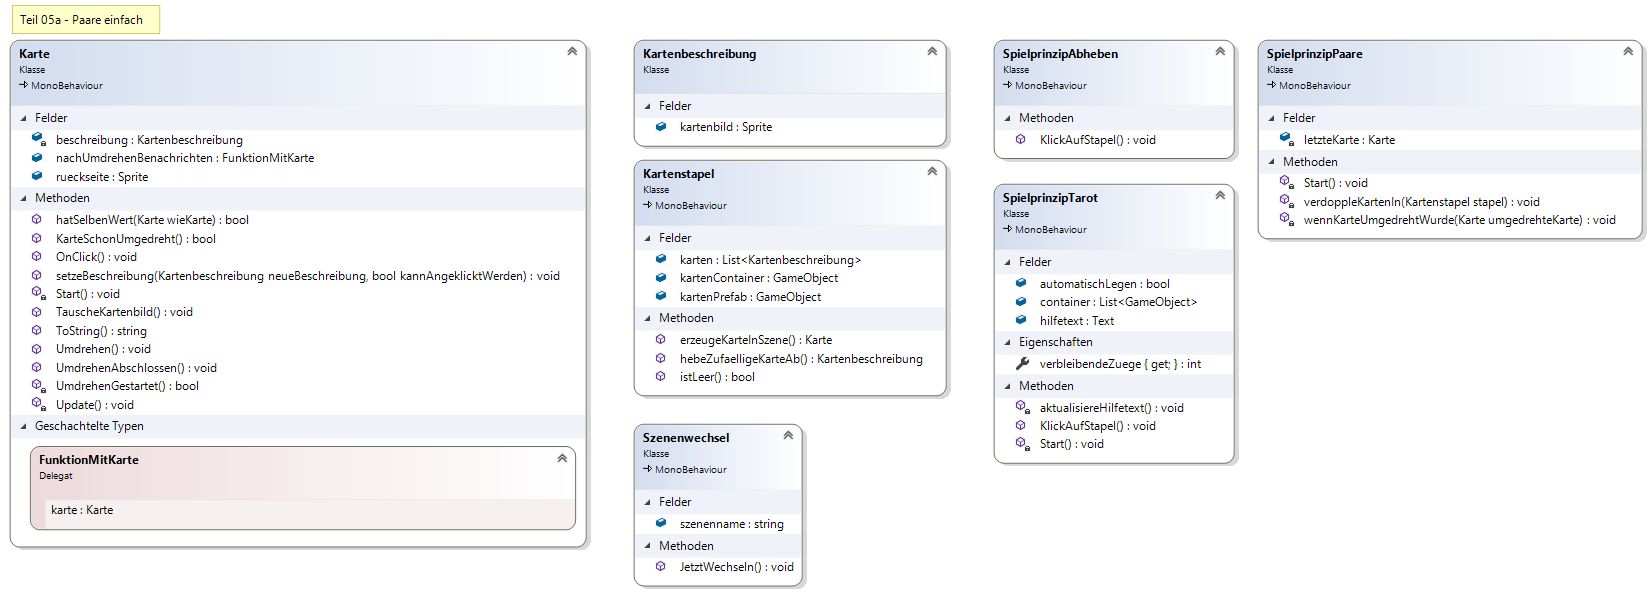 Teil 05a - Paare einfach
Karte
Klasse
MonoBehaviour
Felder
beschreibung : Kartenbeschreibung
nachUmdrehenBenachrichten : FunktionMitKarte
rueckseite : Sprite
Methoden
hatSelbenWert(Karte wieKarte) : bool
KarteSchonUmgedreht() : bool
OnClick() : void
setzeBeschreibung(Kartenbeschreibung neueBeschreibung, bool kannAngeklicktWerden) : void
Start() : void
TauscheKartenbild() : void
ToString() : string
Umdrehen() : void
UmdrehenAbschlossen() : void
UmdrehenGestartet() : bool
Update() : void
Geschachtelte Typen
FunktionMitKarte
Delegat
karte : Karte
Kartenbeschreibung
Klasse
Felder
kartenbild : Sprite
Kartenstapel
Klasse
MonoBehaviour
Felder
karten : List<Kartenbeschreibung>
kartenContainer : GameObject
kartenPrefab : GameObject
Methoden
erzeugeKarteInSzene() : Karte
hebeZufaelligeKarteAb() : Kartenbeschreibung
istLeer() : bool
Szenenwechsel
Klasse
MonoBehaviour
Felder
szenenname : string
Methoden
JetztWechseln() : void
SpielprinzipAbheben
Klasse
MonoBehaviour
Methoden
KlickAufStapel() : void
SpielprinzipTarot
Klasse
MonoBehaviour
Felder
automatischLegen : bool
container : List<GameObject>
hilfetext : Text
Eigenschaften
verbleibendeZuege { get; } : int
Methoden
aktualisiereHilfetext() : void
KlickAufStapel() : void
Start() : void
SpielprinzipPaare
Klasse
MonoBehaviour
Felder
letzteKarte : Karte
Methoden
Start() : void
verdoppleKartenIn(Kartenstapel stapel) : void
wennKarteUmgedrehtWurde(Karte umgedrehteKarte) : void